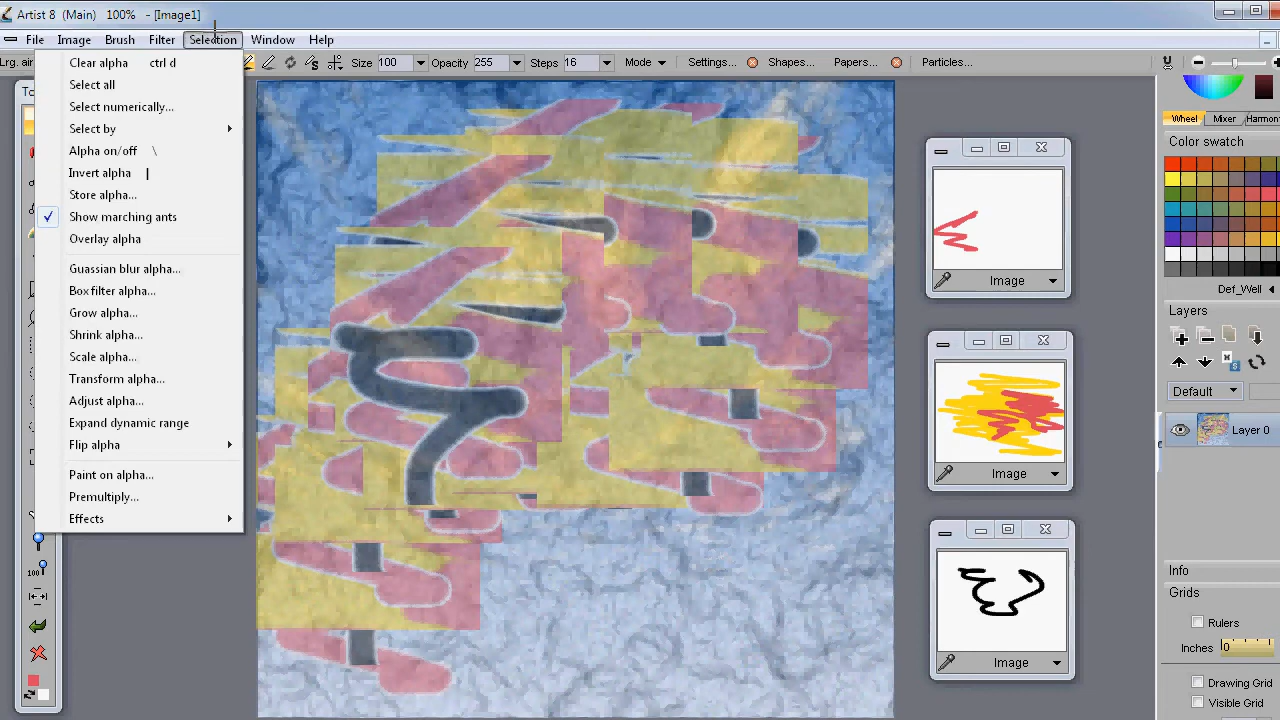 Artist 8 (Main) 100% - [Image1]
File Image Brush Filter Selection Window Help
Lrg. air Size 100 Opacity 255 Steps 16 Mode Settings... Shapes... Papers... Particles...
To
Clear alpha ctrl d
Select all
Select numerically...
Select by
Alpha on/off \
Invert alpha |
Store alpha...
Show marching ants
Overlay alpha
Guassian blur alpha...
Box filter alpha...
Grow alpha...
Shrink alpha...
Scale alpha...
Transform alpha...
Adjust alpha...
Expand dynamic range
Flip alpha
Paint on alpha...
Premultiply...
Effects
100
Image
Image
Image
Wheel Mixer Harmon
Color swatch
Def_Well
Layers
Default
Layer 0
Info
Grids
Rulers
Inches 0
Drawing Grid
Visible Grid